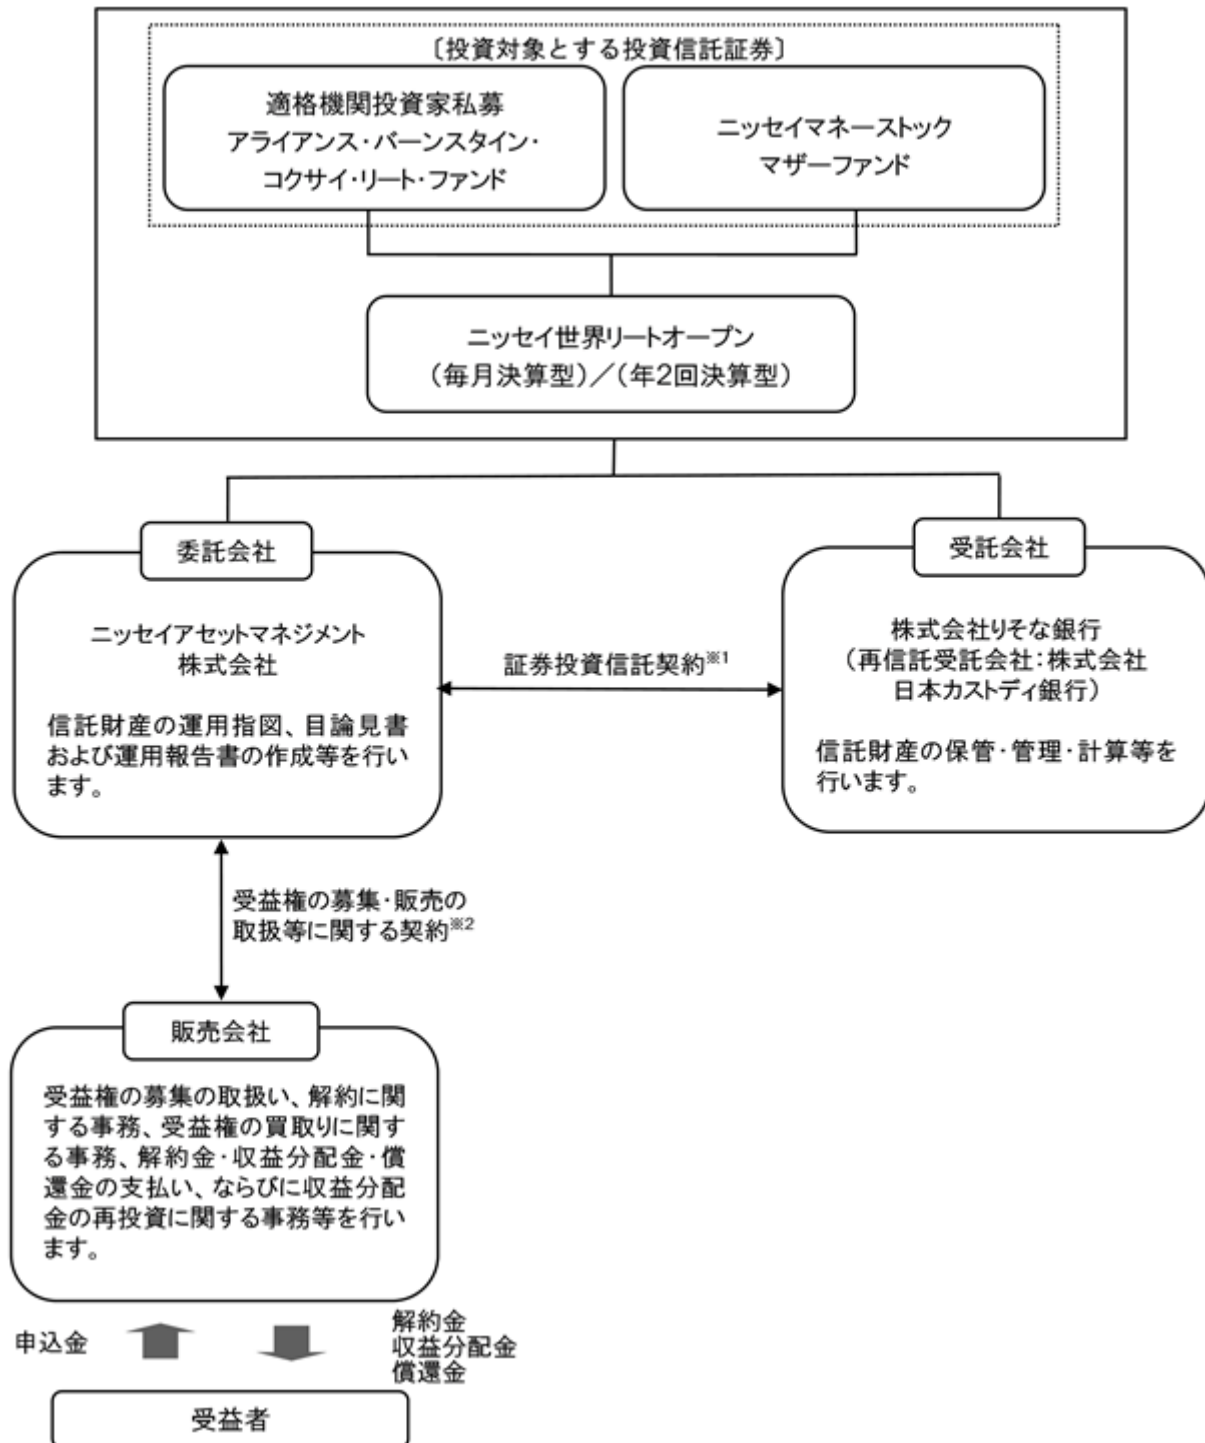 〔投資対象とする投資信託証券〕
適格機関投資家私募
アライアンス・バーンスタイン・
コクサイ・リート・ファンド
ニッセイマネーストック
マザーファンド
ニッセイ世界リートオープン
（毎月決算型）／（年2回決算型）
委託会社
ニッセイアセットマネジメント
株式会社
信託財産の運用指図、目論見書
および運用報告書の作成等を行い
ます。
証券投資信託契約※1
受託会社
株式会社りそな銀行
（再信託受託会社：株式会社
日本カストディ銀行）
信託財産の保管・管理・計算等を
行います。
受益権の募集・販売の
取扱等に関する契約※2
販売会社
受益権の募集の取扱い、解約に関
する事務、受益権の買取りに関す
る事務、解約金・収益分配金・償
還金の支払い、ならびに収益分配
金の再投資に関する事務等を行い
ます。
申込金
解約金
収益分配金
償還金
受益者